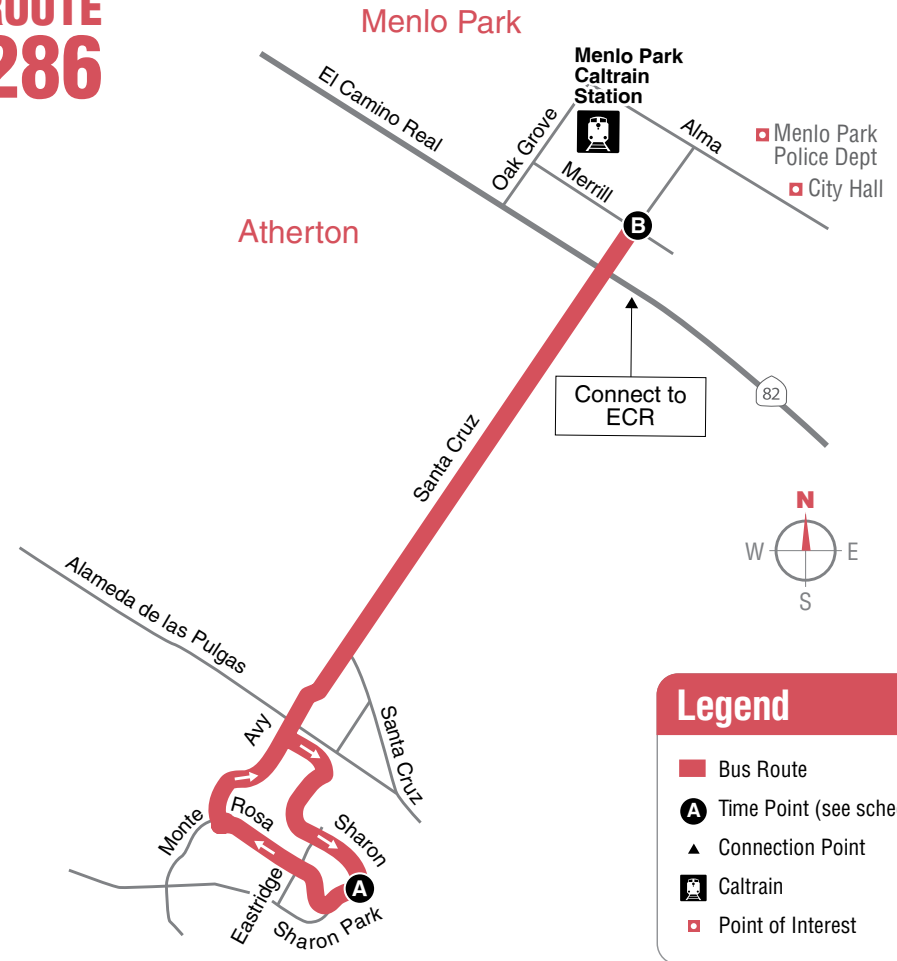 ROUTE
286
Menlo Park
Menlo Park
Caltrain
Station
El Camino Real
Oak Grove
Alma
Merrill
Menlo Park
Police Dept
City Hall
Atherton
B
Connect to
ECR
82
Santa Cruz
N
W
E
S
Alameda de las Pulgas
Avy
Santa Cruz
Monte
Rosa
Sharon
A
Eastridge
Sharon Park
Legend
Bus Route
A Time Point (see sche
Connection Point
Caltrain
Point of Interest